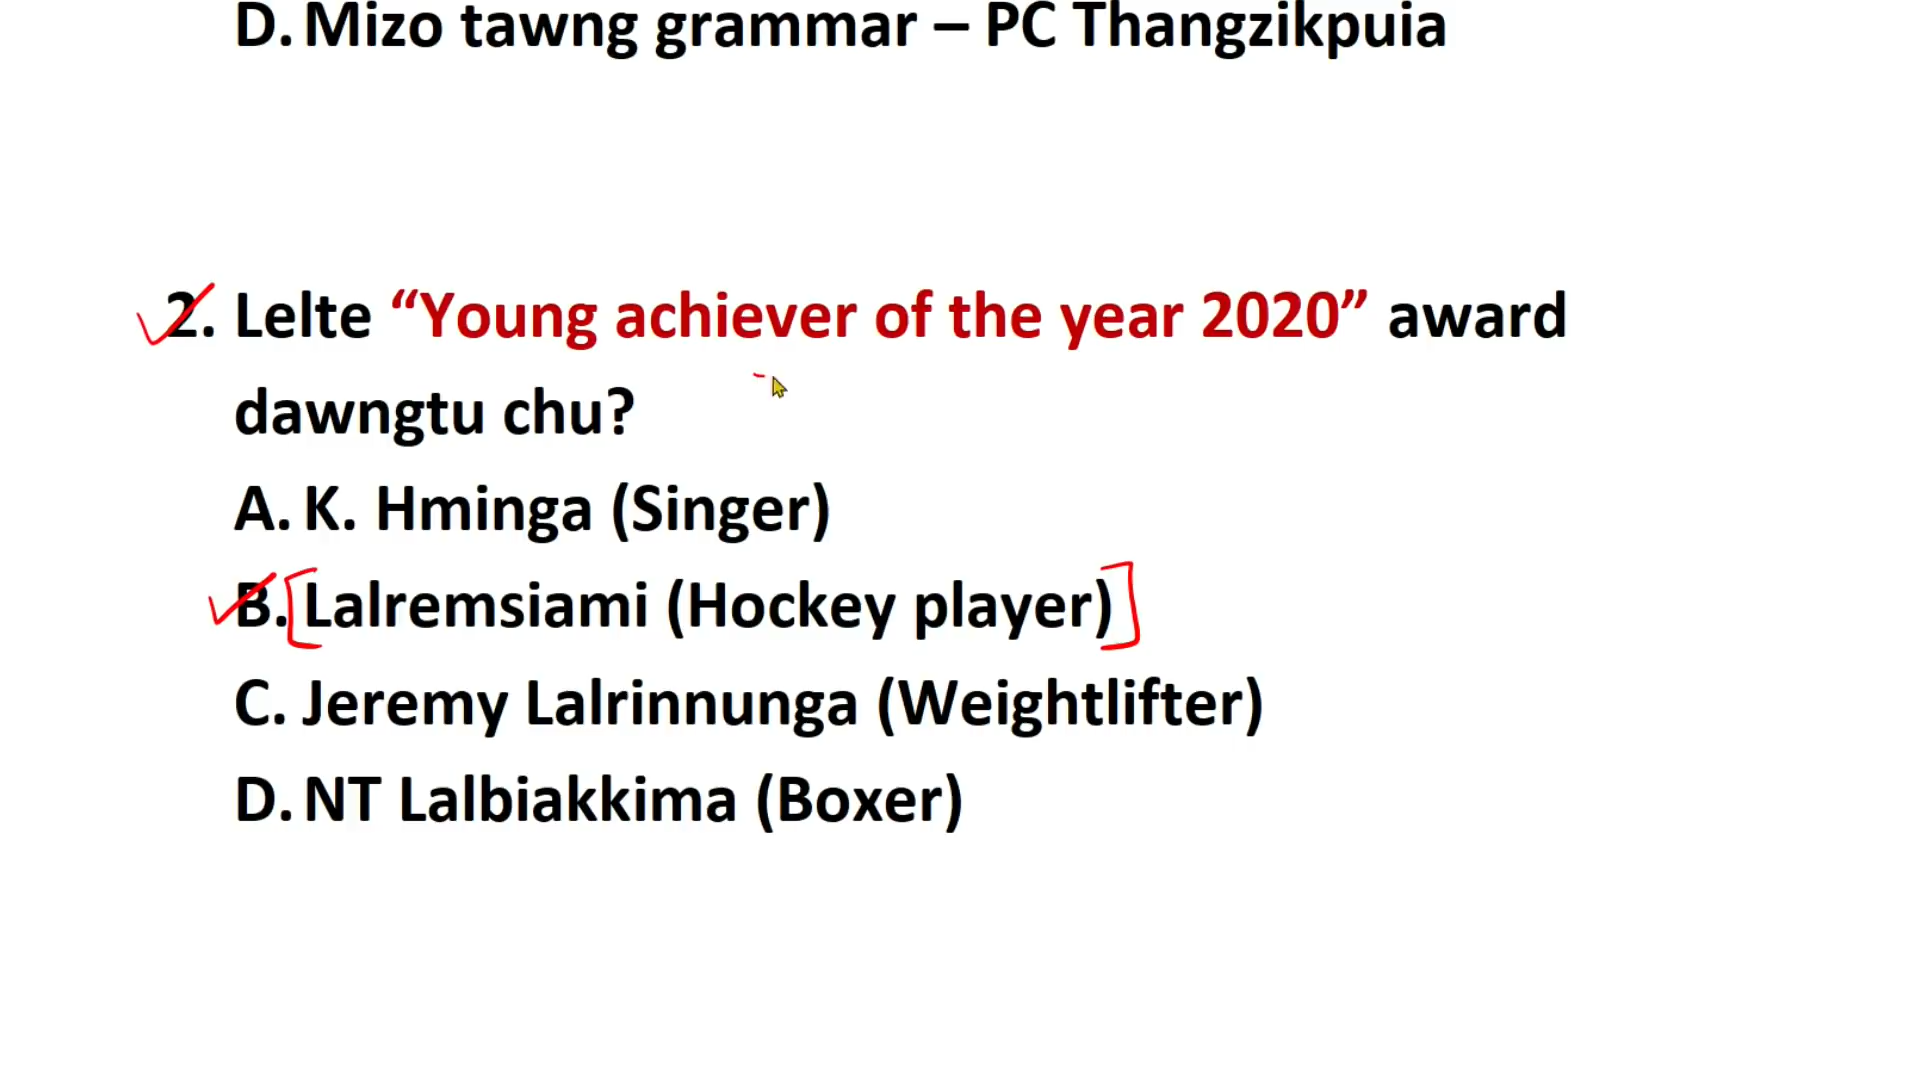 D. Mizo tawng grammar – PC Thangzikpuia
2. Lelte “Young achiever of the year 2020” award
dawngtu chu?
A. K. Hminga (Singer)
B. Lalremsiami (Hockey player)
C. Jeremy Lalrinnunga (Weightlifter)
D. NT Lalbiakkima (Boxer)